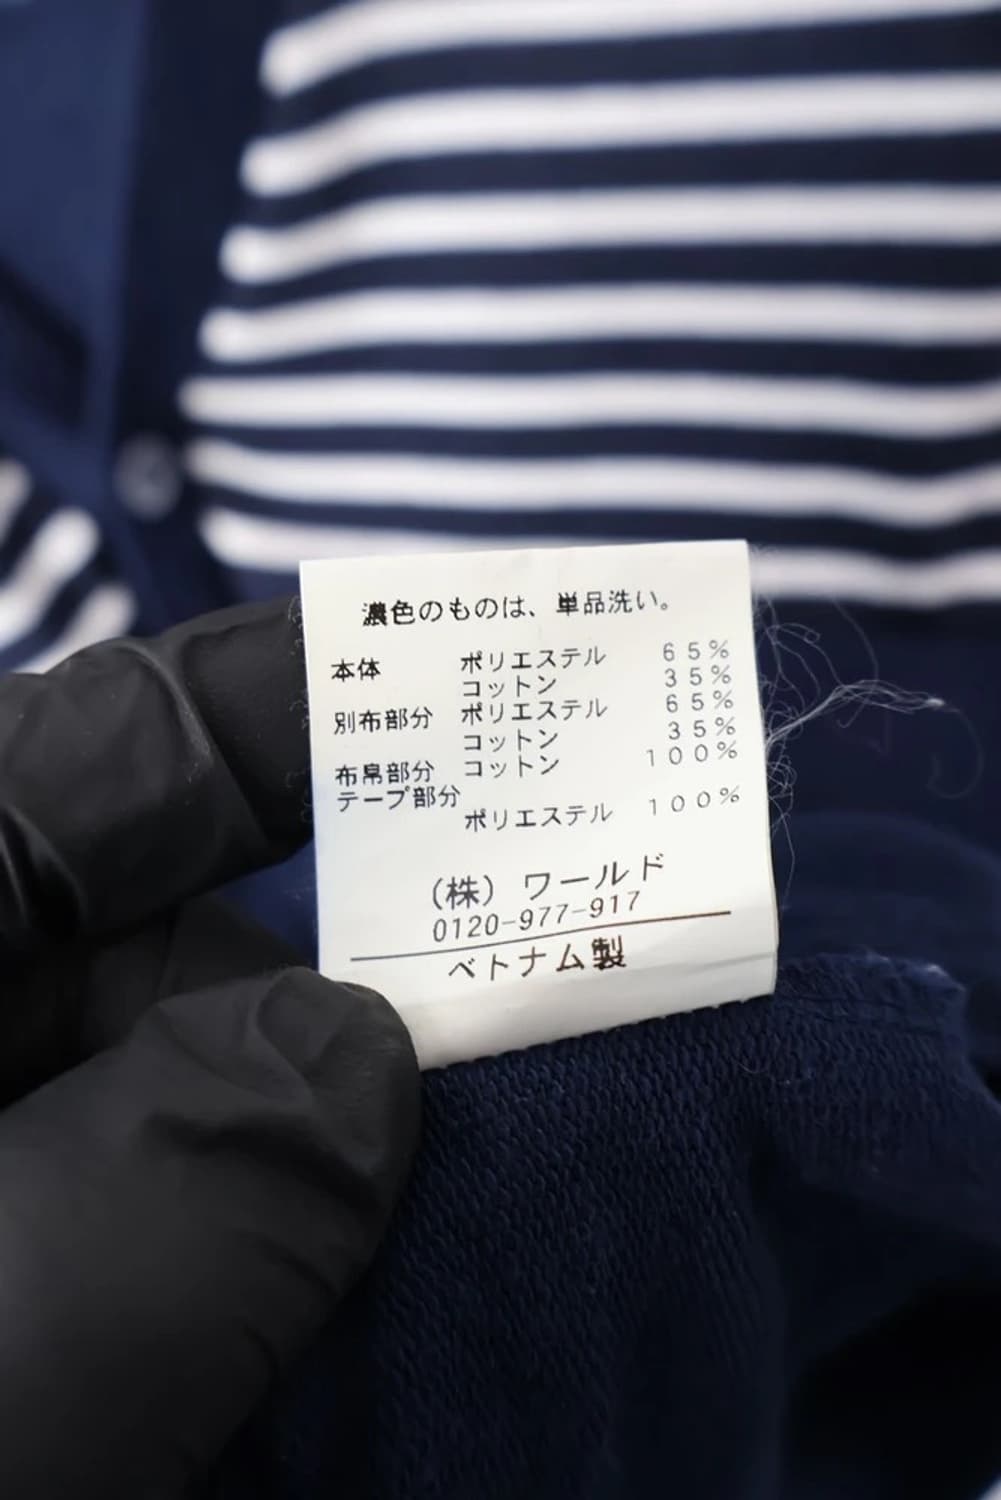 濃色のものは、単品洗い。
本体 ポリエステル 65%
コットン 35%
別布部分 ポリエステル 65%
コットン 35%
布帛部分 コットン 100%
テープ部分
ポリエステル 100%
(株) ワールド
0120-977-917
ベトナム製